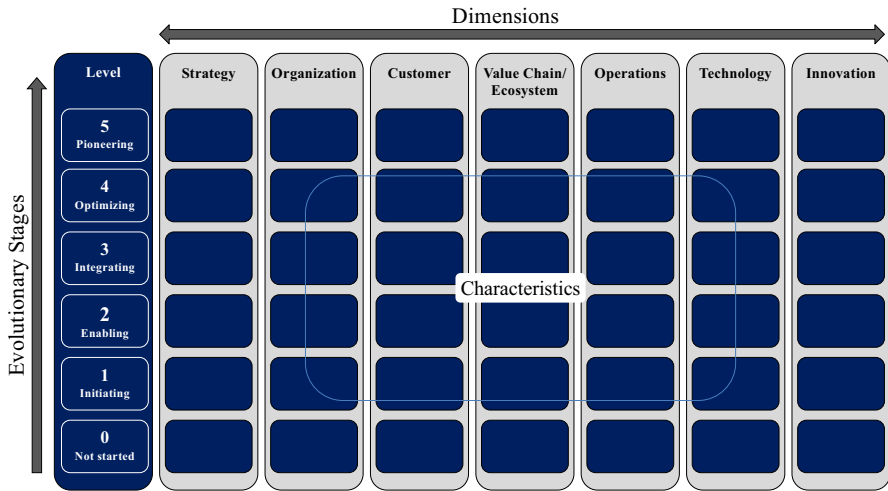 Dimensions
Evolutionary Stages
Level
Strategy
Organization
Customer
Value Chain/
Ecosystem
Operations
Technology
Innovation
5
Pioneering
4
Optimizing
3
Integrating
2
Enabling
1
Initiating
0
Not started
Characteristics